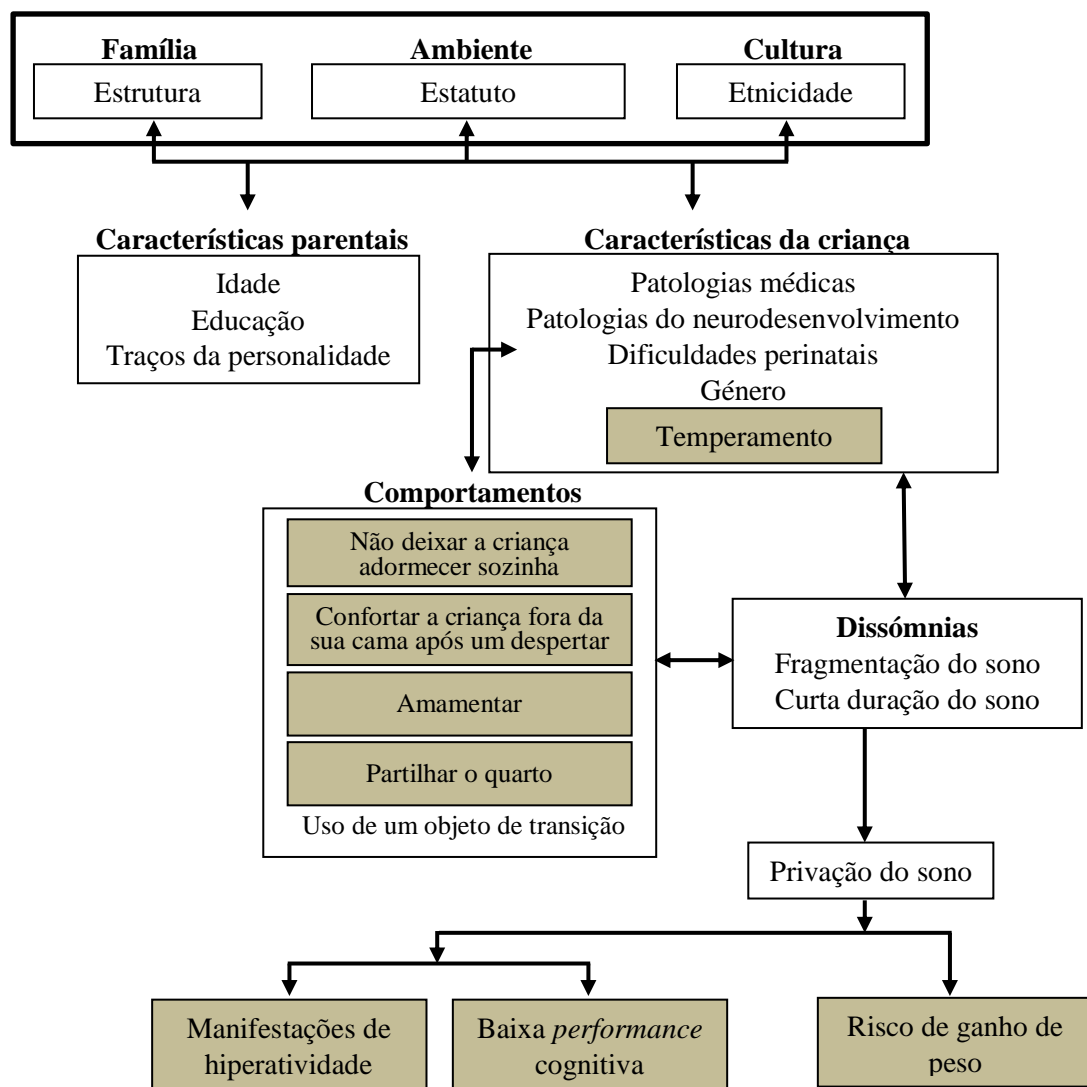 Família
Ambiente
Cultura
Estrutura
Estatuto
Etnicidade
Características parentais
Idade
Educação
Traços da personalidade
Características da criança
Patologias médicas
Patologias do neurodesenvolvimento
Dificuldades perinatais
Género
Temperamento
Comportamentos
Não deixar a criança
adormecer sozinha
Confortar a criança fora da
sua cama após um despertar
Amamentar
Partilhar o quarto
Uso de um objeto de transição
Dissómnias
Fragmentação do sono
Curta duração do sono
Privação do sono
Manifestações de
hiperatividade
Baixa performance
cognitiva
Risco de ganho de
peso